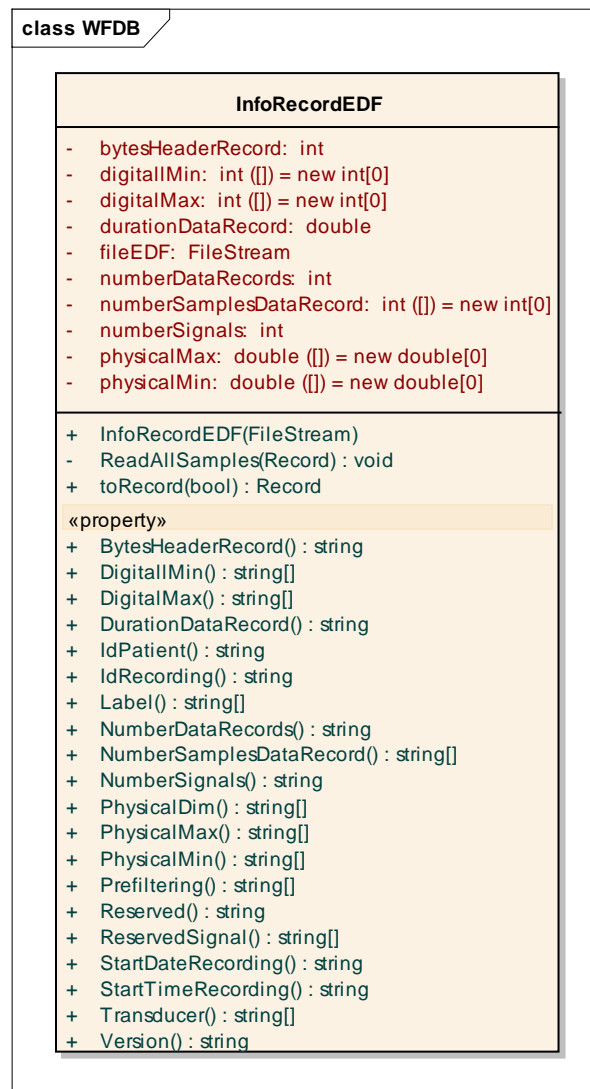 class WFDB
InfoRecordEDF
- bytesHeaderRecord: int
- digitallMin: int ([]) = new int[0]
- digitalMax: int ([]) = new int[0]
- durationDataRecord: double
- fileEDF: FileStream
- numberDataRecords: int
- numberSamplesDataRecord: int ([]) = new int[0]
- numberSignals: int
- physicalMax: double ([]) = new double[0]
- physicalMin: double ([]) = new double[0]
+ InfoRecordEDF(FileStream)
- ReadAllSamples(Record) : void
+ toRecord(bool) : Record
«property»
+ BytesHeaderRecord() : string
+ DigitallMin() : string[]
+ DigitalMax() : string[]
+ DurationDataRecord() : string
+ IdPatient() : string
+ IdRecording() : string
+ Label() : string[]
+ NumberDataRecords() : string
+ NumberSamplesDataRecord() : string[]
+ NumberSignals() : string
+ PhysicalDim() : string[]
+ PhysicalMax() : string[]
+ PhysicalMin() : string[]
+ Prefiltering() : string[]
+ Reserved() : string
+ ReservedSignal() : string[]
+ StartDateRecording() : string
+ StartTimeRecording() : string
+ Transducer() : string[]
+ Version() : string